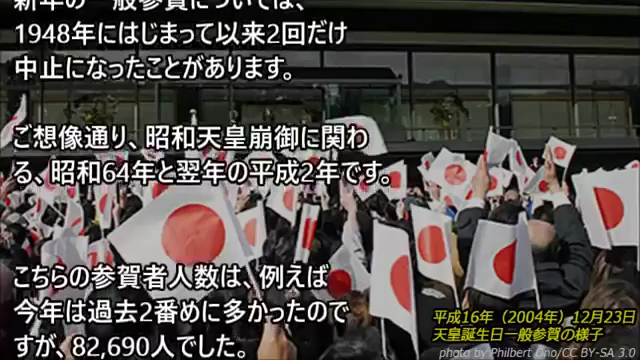 新年の一般参賀については、
1948年にはじまって以来2回だけ
中止になったことがあります。
ご想像通り、昭和天皇崩御に関わ
る、昭和64年と翌年の平成2年です。
こちらの参賀者人数は、例えば
今年は過去2番めに多かったので
すが、82,690人でした。
平成16年（2004年）12月23日
天皇誕生日一般参賀の様子
photo by Philbert Ono/CC BY-SA 3.0